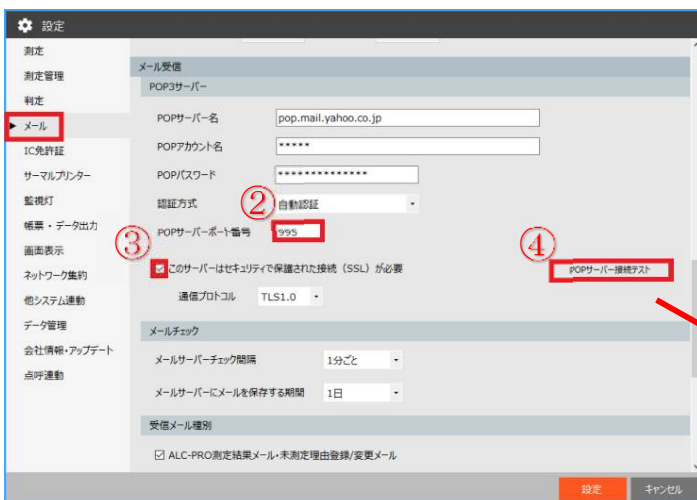 設定
測定
測定管理
判定
メール
IC免許証
サーマルプリンター
監視灯
帳票・データ出力
画面表示
ネットワーク集約
他システム連動
データ管理
会社情報・アップデート
点呼連動
メール受信
POP3サーバー
POPサーバー名 pop.mail.yahoo.co.jp
POPアカウント名 *****
POPパスワード **************
認証方式 ② 自動認証
③ POPサーバーポート番号 995
このサーバーはセキュリティで保護された接続（SSL）が必要 ④ POPサーバー接続テスト
通信プロトコル TLS1.0
メールチェック
メールサーバーチェック間隔 1分ごと
メールサーバーにメールを保存する期間 1日
受信メール種別
ALC-PRO測定結果メール・未測定理由登録/変更メール
設定 キャンセル